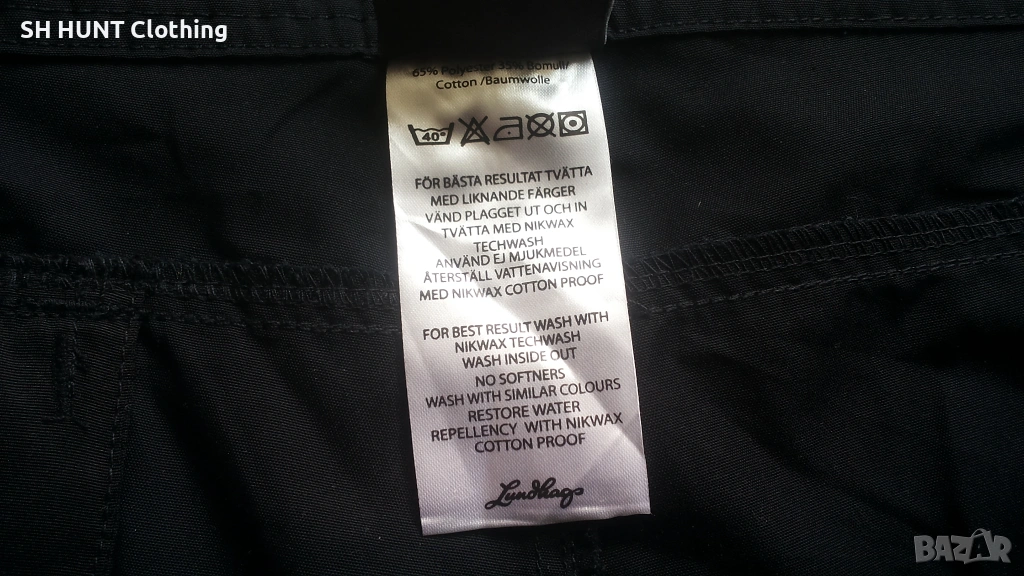 SH HUNT Clothing
65% Polyester 35% Bomull/
Cotton /Baumwolle
40°
FÖR BÄSTA RESULTAT TVÄTTA
MED LIKNANDE FÄRGER
VÄND PLAGGET UT OCH IN
TVÄTTA MED NIKWAX
TECHWASH
ANVÄND EJ MJUKMEDEL
ÅTERSTÄLL VATTENAVISNING
MED NIKWAX COTTON PROOF
FOR BEST RESULT WASH WITH
NIKWAX TECHWASH
WASH INSIDE OUT
NO SOFTNERS
WASH WITH SIMILAR COLOURS
RESTORE WATER
REPELLENCY WITH NIKWAX
COTTON PROOF
Lundhags
BAZAR